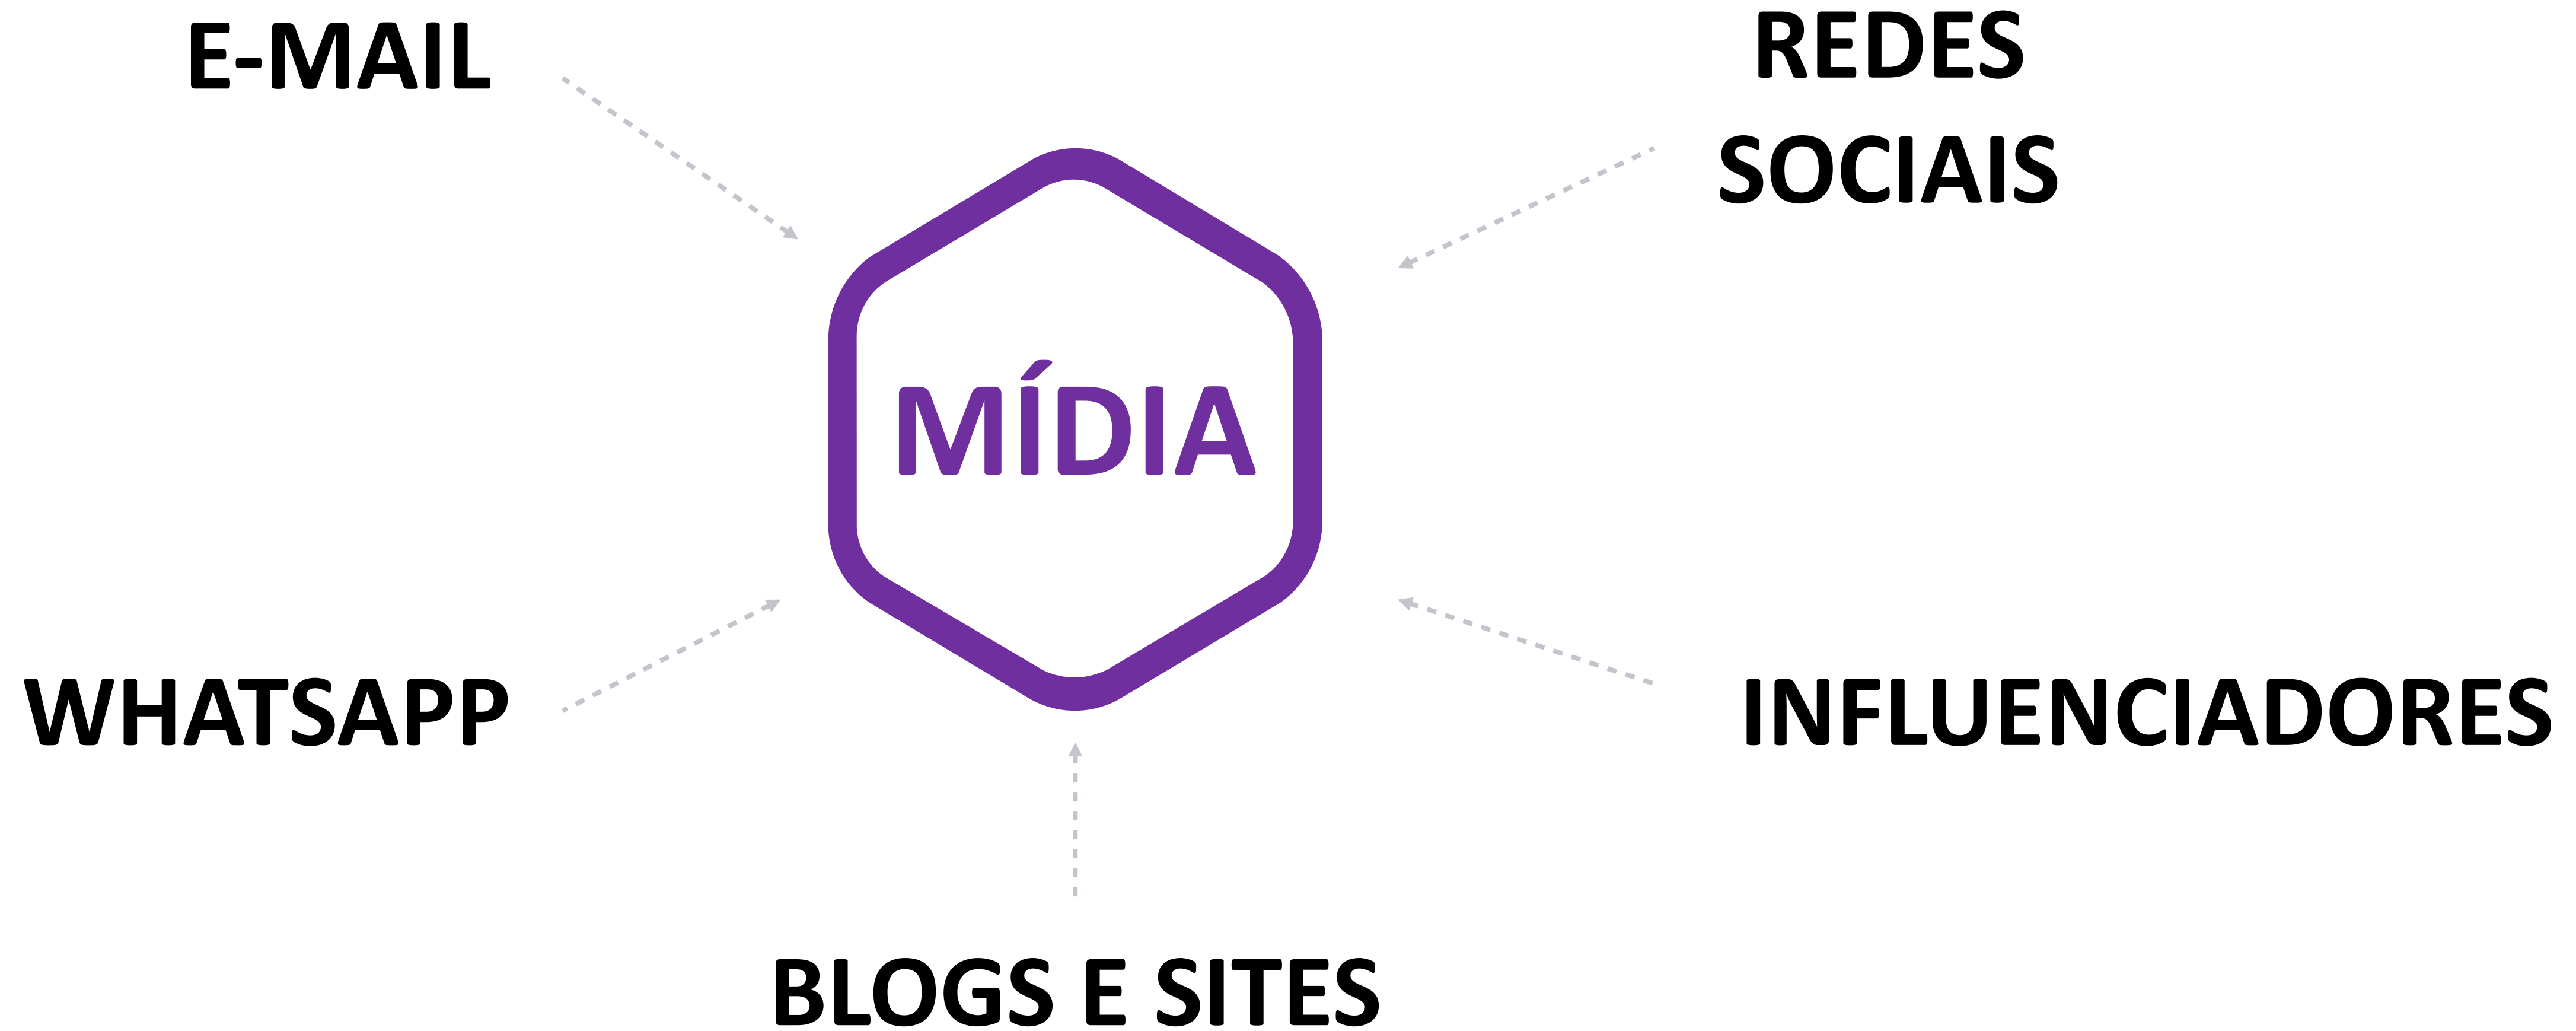 E-MAIL
REDES
SOCIAIS
MÍDIA
WHATSAPP
INFLUENCIADORES
BLOGS E SITES